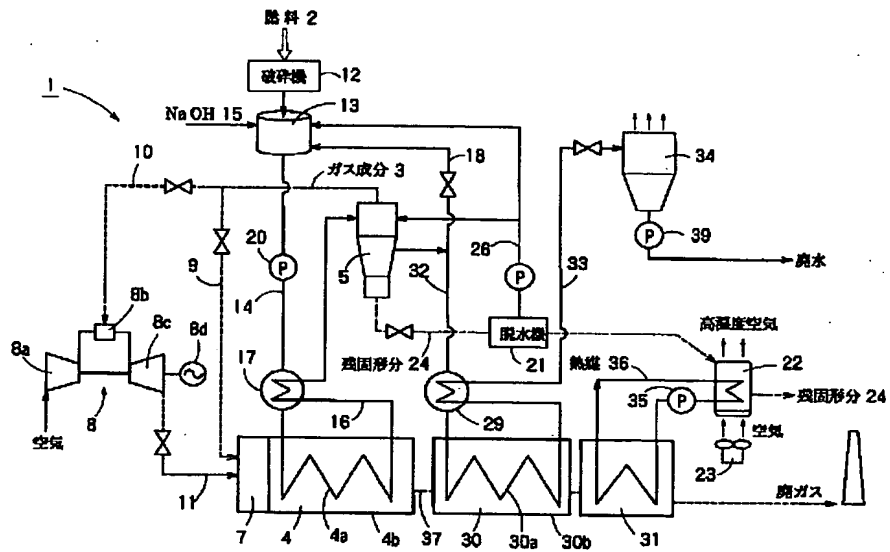 燃料 2
破砕機
12
1
NaOH 15
13
18
34
10
ガス成分 3
20
P
5
26
P
P
39
廃水
9
14
32
33
8b
8a
8c
8d
脱水機
21
高温度空気
17
残固形分
24
熱媒 36
22
35
P
残固形分 24
16
29
空気
8
空気
23
11
廃ガス
7
4
4a
4b
37
30
30a
30b
31